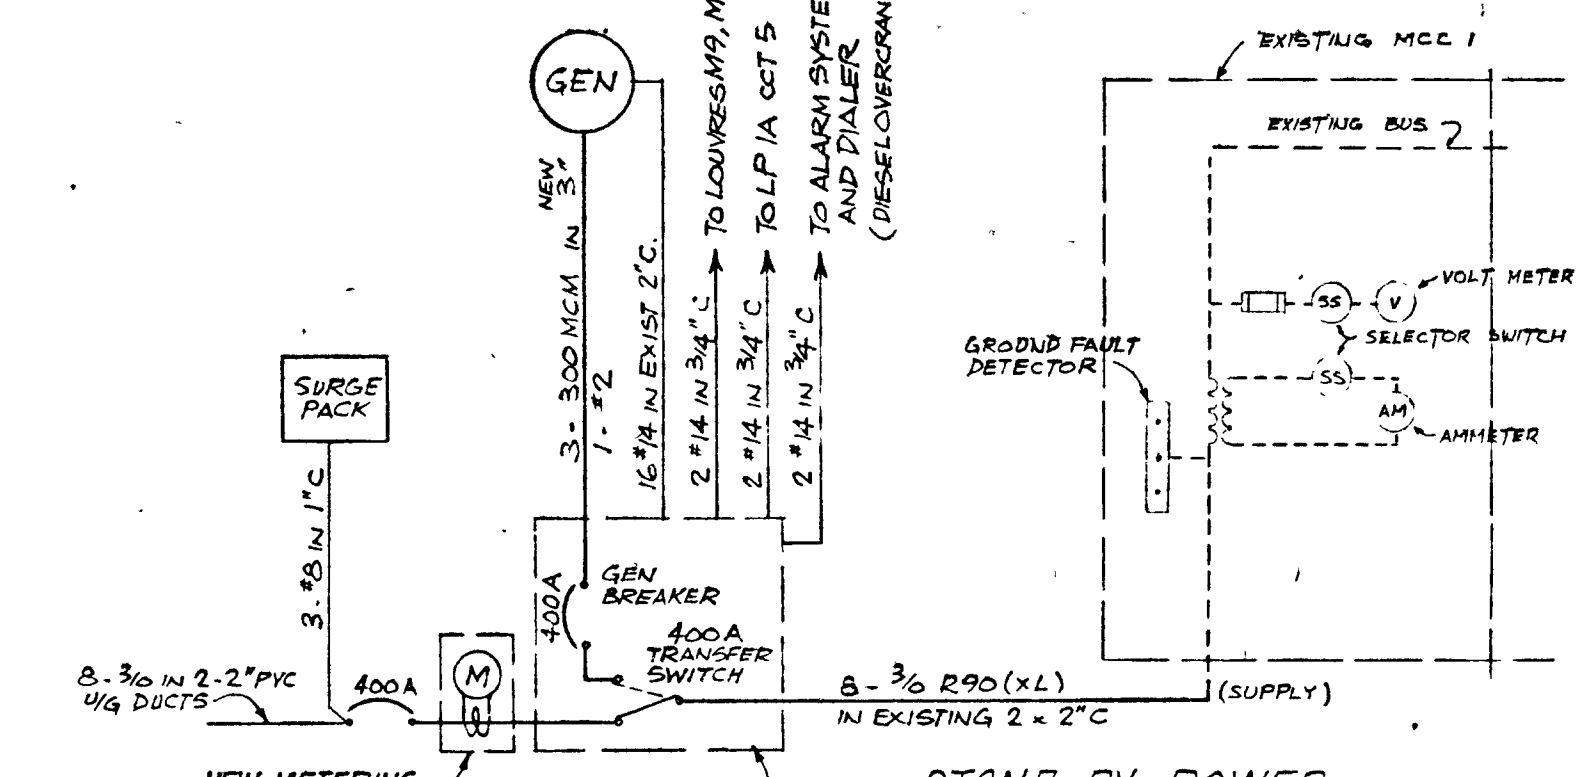 EXISTING MCC 1
EXISTING BUS
GEN
NEW
3"
3 - 300 MCM IN
1 - #2
16 #14 IN EXIST 2"C.
2 #14 IN 3/4" C
2 #14 IN 3/4" C
2 #14 IN 3/4" C
TO LOUVRES M9,
TO LP 1A CCT 5
TO ALARM
AND DIALER
VOLT METER
SS
V
SELECTOR SWITCH
SS
AM
AMMETER
GROUND FAULT
DETECTOR
SURGE
PACK
3 - #8 IN 1" C
400A
GEN
BREAKER
400A
TRANSFER
SWITCH
8 - 3/0 IN 2-2" PVC
U/G DUCTS
400A
M
8 - 3/0 R90 (XL)
IN EXISTING 2 x 2" C
(SUPPLY)